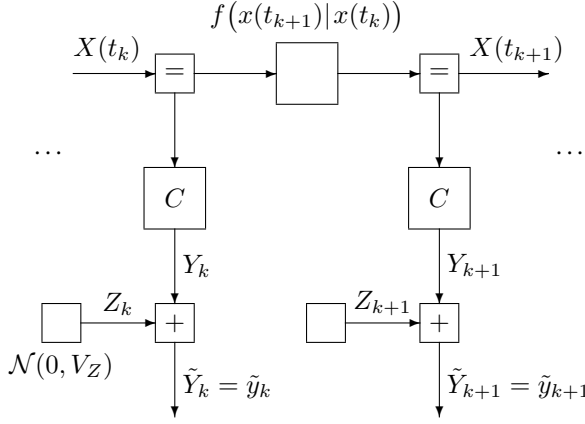 f(x(t_{k+1})|x(t_k))
X(t_k) = = X(t_{k+1})
... ...
C C
Y_k Y_{k+1}
Z_k + Z_{k+1} +
N(0, V_Z)
Ỹ_k = ỹ_k Ỹ_{k+1} = ỹ_{k+1}